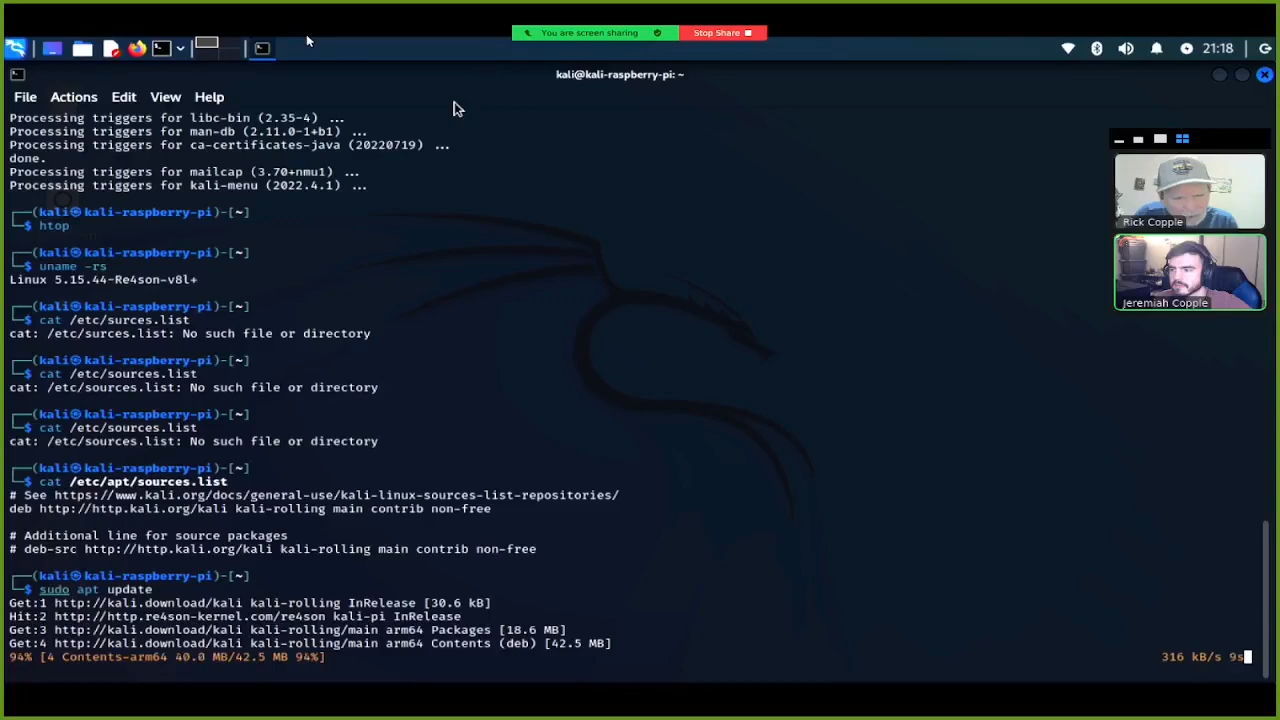 You are screen sharing
Stop Share
21:18
kali@kali-raspberry-pi: ~
File Actions Edit View Help
Processing triggers for libc-bin (2.35-4) ...
Processing triggers for man-db (2.11.0-1+b1) ...
Processing triggers for ca-certificates-java (20220719) ...
done.
Processing triggers for mailcap (3.70+nmu1) ...
Processing triggers for kali-menu (2022.4.1) ...
(kali㉿kali-raspberry-pi)-[~]
$ htop
(kali㉿kali-raspberry-pi)-[~]
$ uname -rs
Linux 5.15.44-Re4son-v8l+
(kali㉿kali-raspberry-pi)-[~]
$ cat /etc/surces.list
cat: /etc/surces.list: No such file or directory
(kali㉿kali-raspberry-pi)-[~]
$ cat /etc/sources.list
cat: /etc/sources.list: No such file or directory
(kali㉿kali-raspberry-pi)-[~]
$ cat /etc/sources.list
cat: /etc/sources.list: No such file or directory
(kali㉿kali-raspberry-pi)-[~]
$ cat /etc/apt/sources.list
# See https://www.kali.org/docs/general-use/kali-linux-sources-list-repositories/
deb http://http.kali.org/kali kali-rolling main contrib non-free
# Additional line for source packages
# deb-src http://http.kali.org/kali kali-rolling main contrib non-free
(kali㉿kali-raspberry-pi)-[~]
$ sudo apt update
Get:1 http://kali.download/kali kali-rolling InRelease [30.6 kB]
Hit:2 http://http.re4son-kernel.com/re4son kali-pi InRelease
Get:3 http://kali.download/kali kali-rolling/main arm64 Packages [18.6 MB]
Get:4 http://kali.download/kali kali-rolling/main arm64 Contents (deb) [42.5 MB]
94% [4 Contents-arm64 40.0 MB/42.5 MB 94%] 316 kB/s 9s
Rick Copple
Jeremiah Copple